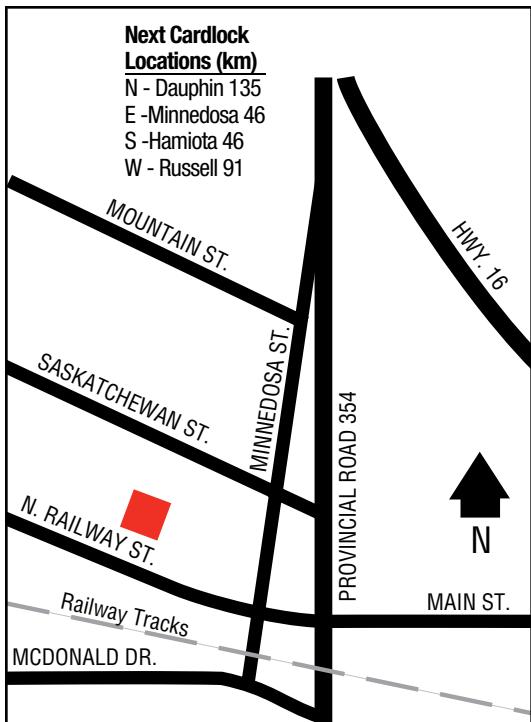 Next Cardlock
Locations (km)
N - Dauphin 135
E -Minnedosa 46
S -Hamiota 46
W - Russell 91
MOUNTAIN ST.
HWY. 16
SASKATCHEWAN ST.
MINNEDOSA ST.
PROVINCIAL ROAD 354
N. RAILWAY ST.
N
Railway Tracks
MAIN ST.
MCDONALD DR.